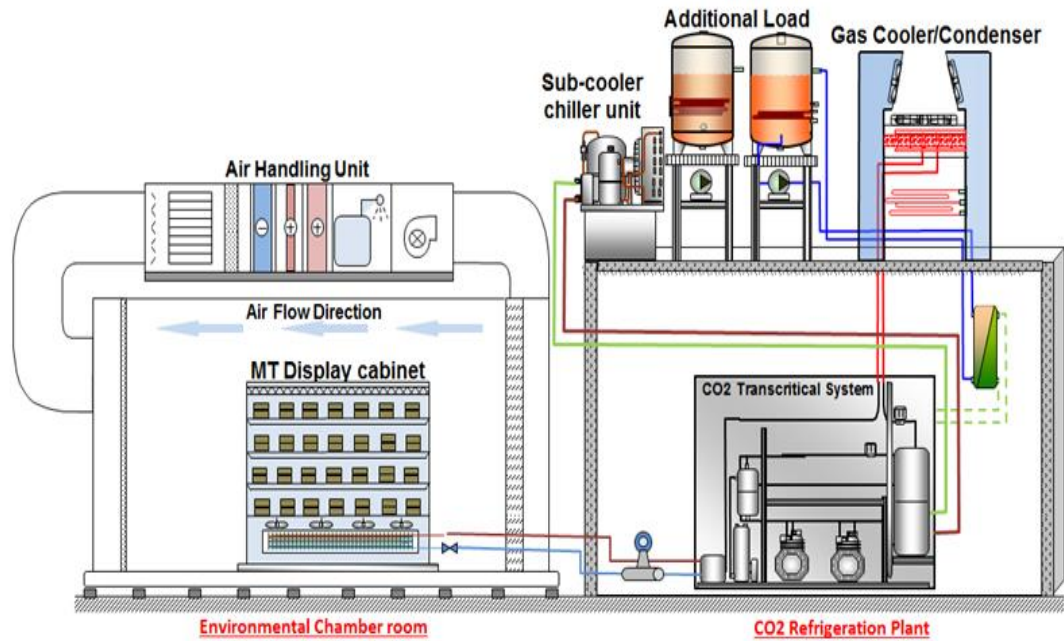 Additional Load
Gas Cooler/Condenser
Sub-cooler
chiller unit
Air Handling Unit
Air Flow Direction
MT Display cabinet
CO2 Transcritical System
Environmental Chamber room
CO2 Refrigeration Plant